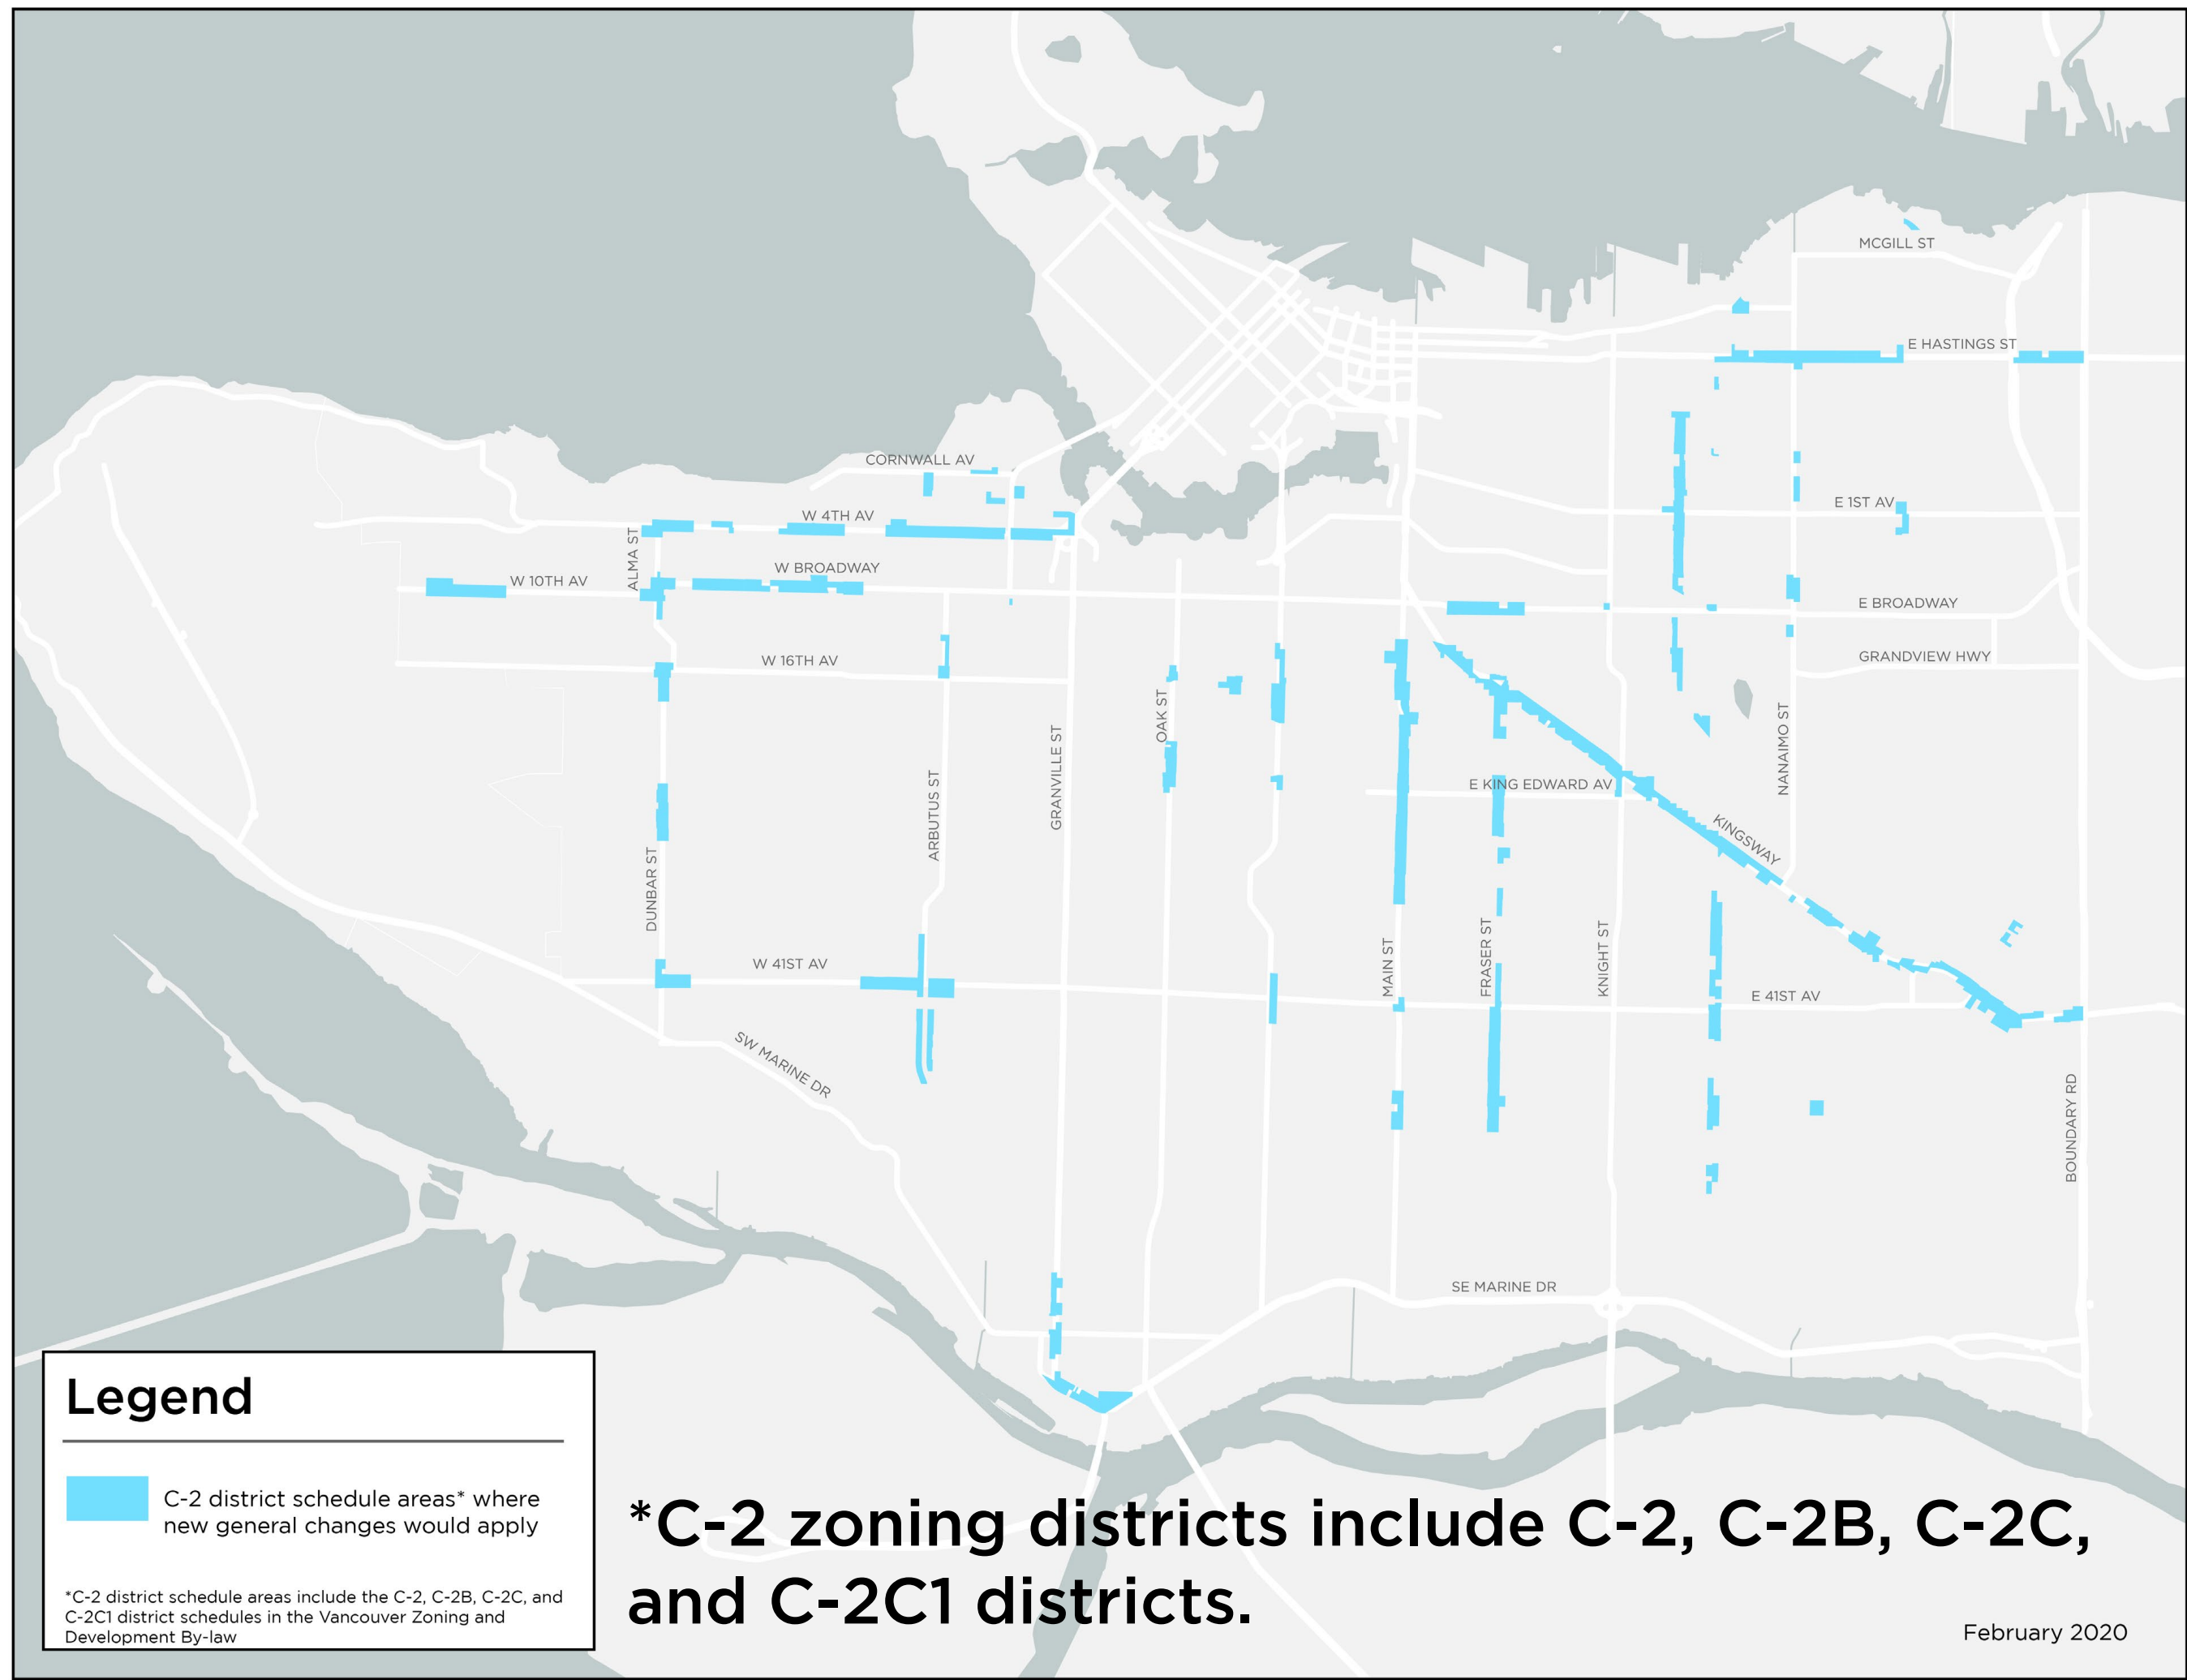 MCGILL ST
E HASTINGS ST
CORNWALL AV
E 1ST AV
W 4TH AV
ALMA ST
W BROADWAY
W 10TH AV
E BROADWAY
W 16TH AV
GRANDVIEW HWY
OAK ST
NANAIMO ST
GRANVILLE ST
ARBUTUS ST
E KING EDWARD AV
KINGSWAY
DUNBAR ST
MAIN ST
FRASER ST
KNIGHT ST
W 41ST AV
E 41ST AV
SW MARINE DR
BOUNDARY RD
SE MARINE DR
Legend
C-2 district schedule areas* where
new general changes would apply
*C-2 district schedule areas include the C-2, C-2B, C-2C, and
C-2C1 district schedules in the Vancouver Zoning and
Development By-law
*C-2 zoning districts include C-2, C-2B, C-2C,
and C-2C1 districts.
February 2020